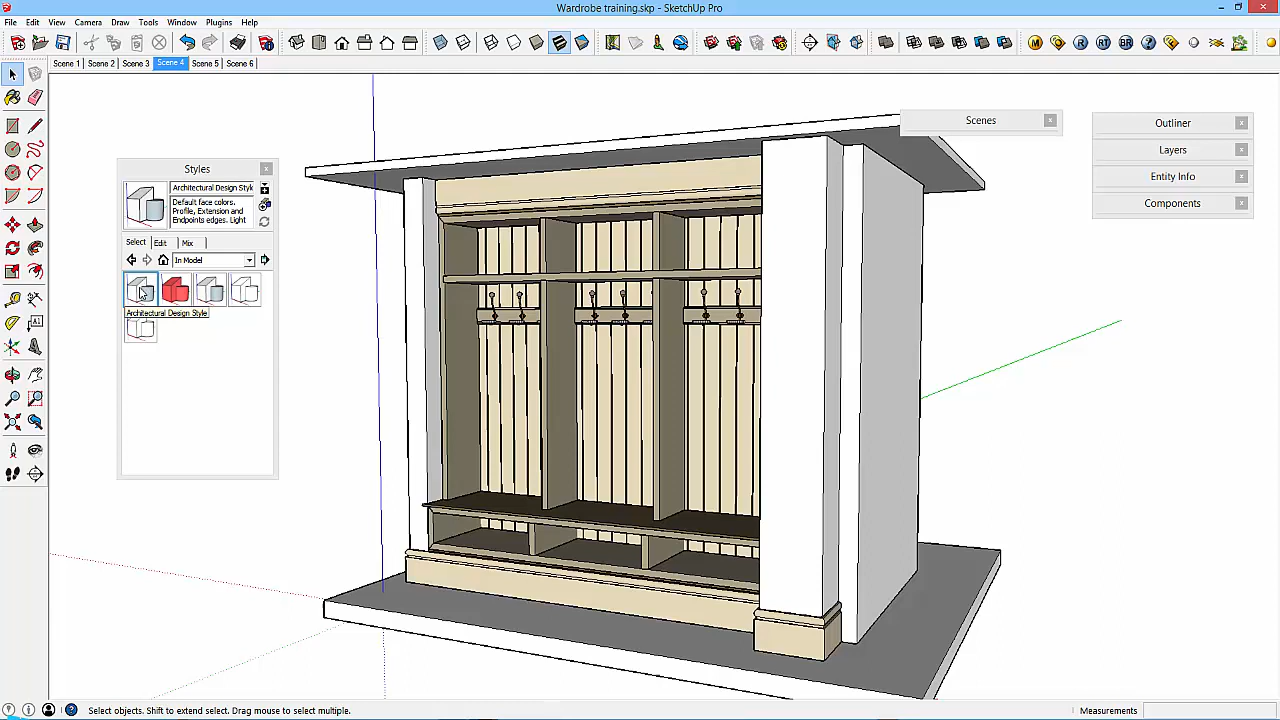 Wardrobe training.skp - SketchUp Pro
File Edit View Camera Draw Tools Window Plugins Help
M O R RT BR
Scene 1 Scene 2 Scene 3 Scene 4 Scene 5 Scene 6
Scenes
Outliner
Layers
Entity Info
Components
Styles
Architectural Design Styl
Default face colors.
Profile, Extension and
Endpoints edges. Light
Select Edit Mix
In Model
Architectural Design Style
Select objects. Shift to extend select. Drag mouse to select multiple.
Measurements